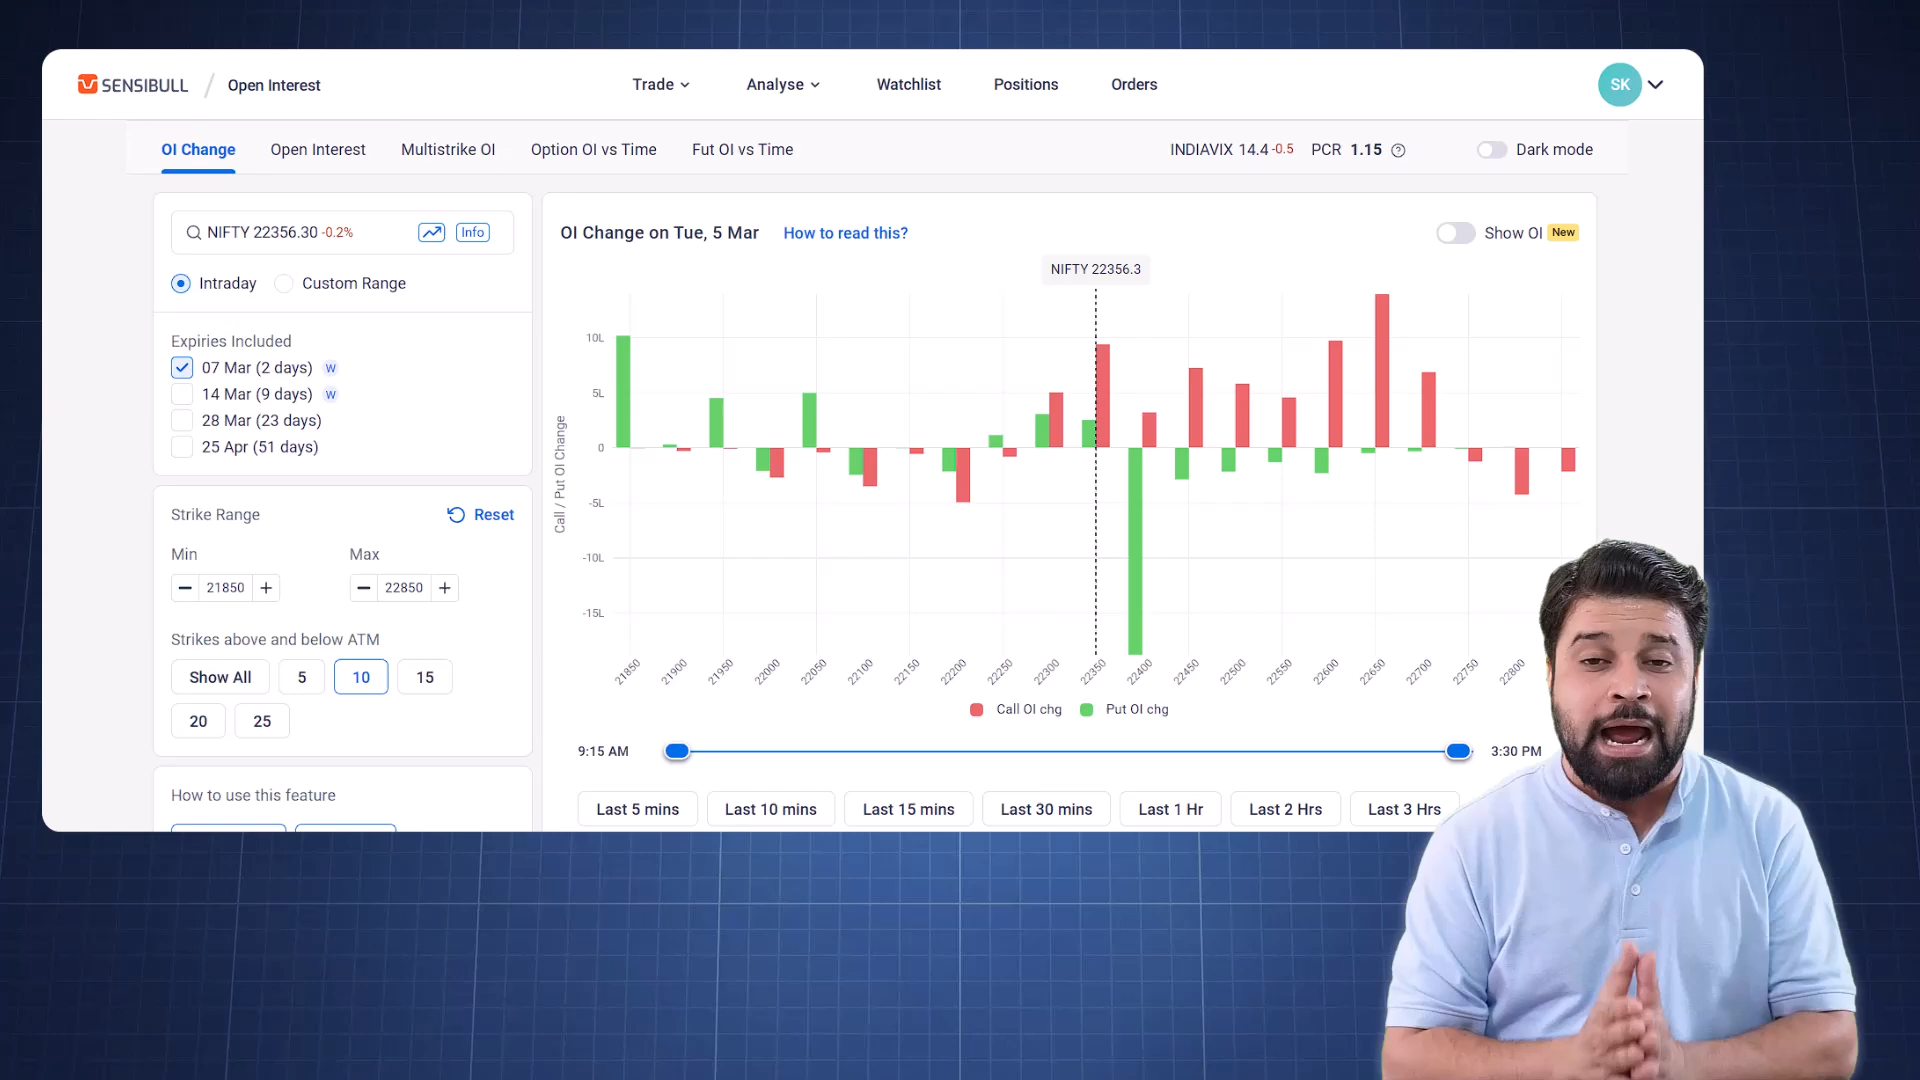 SENSIBULL / Open Interest
Trade
Analyse
Watchlist
Positions
Orders
SK
OI Change
Open Interest
Multistrike OI
Option OI vs Time
Fut OI vs Time
INDIAVIX 14.4 -0.5
PCR 1.15
Dark mode
NIFTY 22356.30 -0.2%
Info
Intraday
Custom Range
Expiries Included
07 Mar (2 days) W
14 Mar (9 days) W
28 Mar (23 days)
25 Apr (51 days)
Strike Range
Reset
Min
Max
21850
22850
Strikes above and below ATM
Show All
5
10
15
20
25
How to use this feature
OI Change on Tue, 5 Mar
How to read this?
Show OI New
NIFTY 22356.3
Call / Put OI Change
10L
5L
0
-5L
-10L
-15L
21850
21900
21950
22000
22050
22100
22150
22200
22250
22300
22350
22400
22450
22500
22550
22600
22650
22700
22750
22800
Call OI chg
Put OI chg
9:15 AM
3:30 PM
Last 5 mins
Last 10 mins
Last 15 mins
Last 30 mins
Last 1 Hr
Last 2 Hrs
Last 3 Hrs